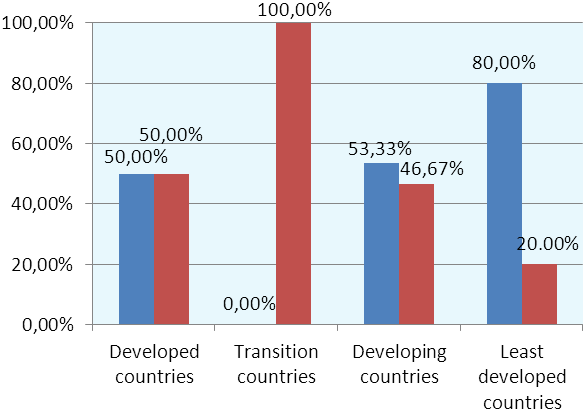 100,00%
80,00%
60,00%
40,00%
20,00%
0,00%
50,00%
50,00%
0,00%
100,00%
53,33%
46,67%
80,00%
20.00%
Developed
countries
Transition
countries
Developing
countries
Least
developed
countries